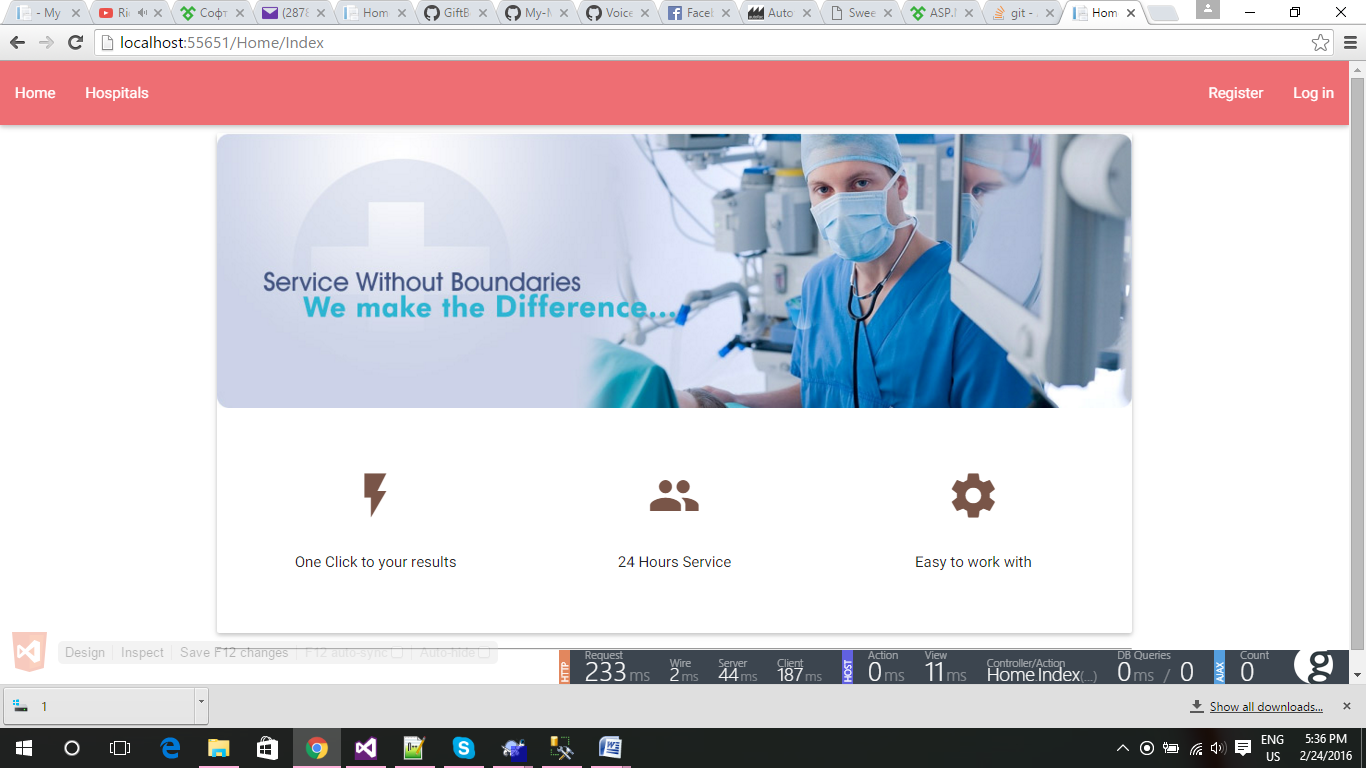 - My
Ri
Софт
(287
Hom
GiftB
My-N
Voice
Facel
Auto
Swee
ASP.
git -
Hom
localhost:55651/Home/Index
Home Hospitals Register Log in
Service Without Boundaries
We make the Difference...
One Click to your results
24 Hours Service
Easy to work with
Design Inspect Save F12 changes F12 auto-sync Auto-hide
HTTP
Request
233 ms
Wire
2 ms
Server
44 ms
Client
187 ms
HOST
Action
0 ms
View
11 ms
Controller/Action
Home Index(...)
DB Queries
0 ms / 0
AJAX
Count
0
g
1
Show all downloads...
ENG
US
5:36 PM
2/24/2016